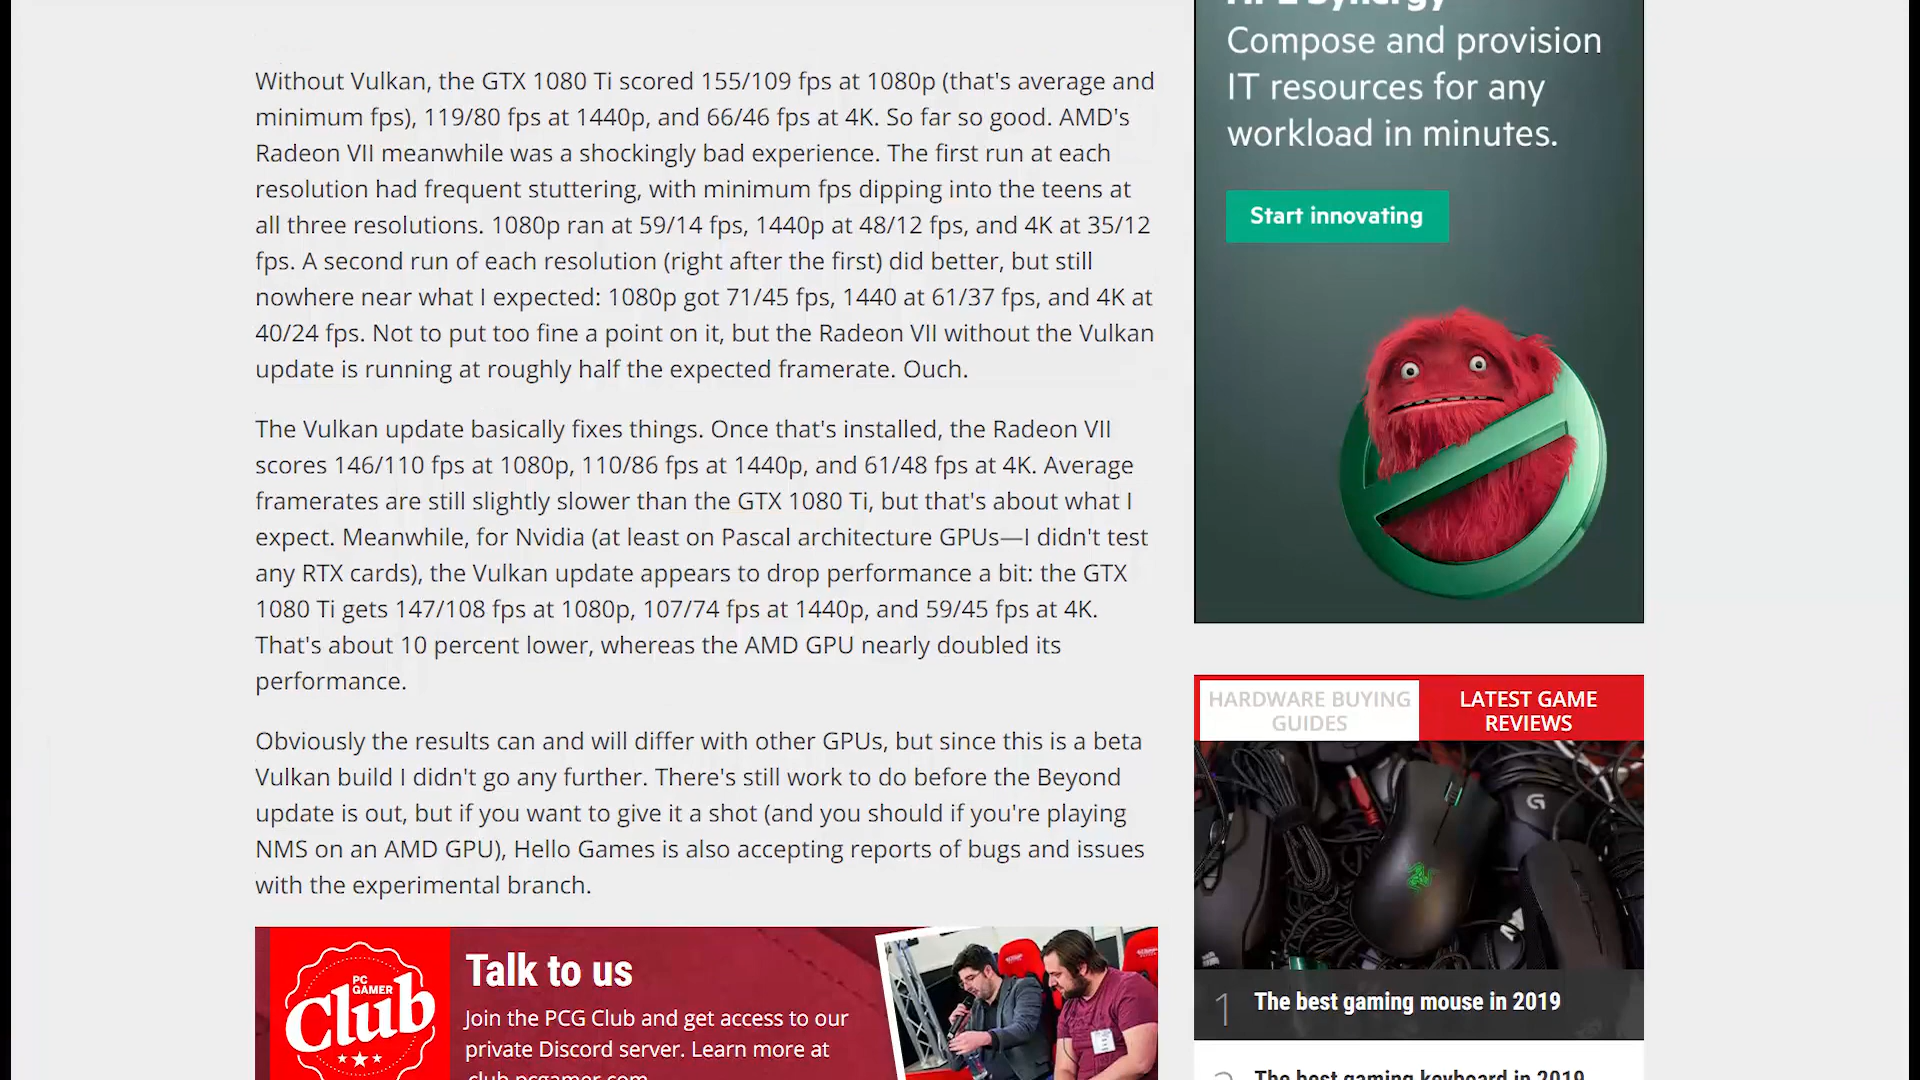 Without Vulkan, the GTX 1080 Ti scored 155/109 fps at 1080p (that's average and
minimum fps), 119/80 fps at 1440p, and 66/46 fps at 4K. So far so good. AMD's
Radeon VII meanwhile was a shockingly bad experience. The first run at each
resolution had frequent stuttering, with minimum fps dipping into the teens at
all three resolutions. 1080p ran at 59/14 fps, 1440p at 48/12 fps, and 4K at 35/12
fps. A second run of each resolution (right after the first) did better, but still
nowhere near what I expected: 1080p got 71/45 fps, 1440 at 61/37 fps, and 4K at
40/24 fps. Not to put too fine a point on it, but the Radeon VII without the Vulkan
update is running at roughly half the expected framerate. Ouch.
The Vulkan update basically fixes things. Once that's installed, the Radeon VII
scores 146/110 fps at 1080p, 110/86 fps at 1440p, and 61/48 fps at 4K. Average
framerates are still slightly slower than the GTX 1080 Ti, but that's about what I
expect. Meanwhile, for Nvidia (at least on Pascal architecture GPUs—I didn't test
any RTX cards), the Vulkan update appears to drop performance a bit: the GTX
1080 Ti gets 147/108 fps at 1080p, 107/74 fps at 1440p, and 59/45 fps at 4K.
That's about 10 percent lower, whereas the AMD GPU nearly doubled its
performance.
Obviously the results can and will differ with other GPUs, but since this is a beta
Vulkan build I didn't go any further. There's still work to do before the Beyond
update is out, but if you want to give it a shot (and you should if you're playing
NMS on an AMD GPU), Hello Games is also accepting reports of bugs and issues
with the experimental branch.
PC
GAMER
Club
Talk to us
Join the PCG Club and get access to our
private Discord server. Learn more at
club.pcgamer.com
HPE Synergy
Compose and provision
IT resources for any
workload in minutes.
Start innovating
HARDWARE BUYING
GUIDES
LATEST GAME
REVIEWS
G
1 The best gaming mouse in 2019
2 The best gaming keyboard in 2019